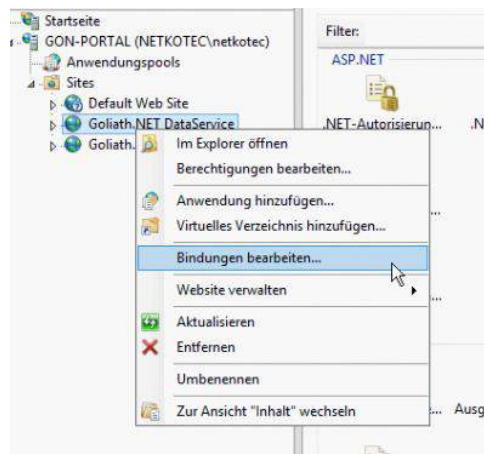 Startseite
GON-PORTAL (NETKOTEC\netkotec)
Anwendungspools
Sites
Default Web Site
Goliath.NET DataService
Goliath.
Filter:
ASP.NET
.NET-Autorisierun...
.N
Im Explorer öffnen
Berechtigungen bearbeiten...
Anwendung hinzufügen...
Virtuelles Verzeichnis hinzufügen...
Bindungen bearbeiten...
Website verwalten
Aktualisieren
Entfernen
Umbenennen
Zur Ansicht "Inhalt" wechseln
Ausg